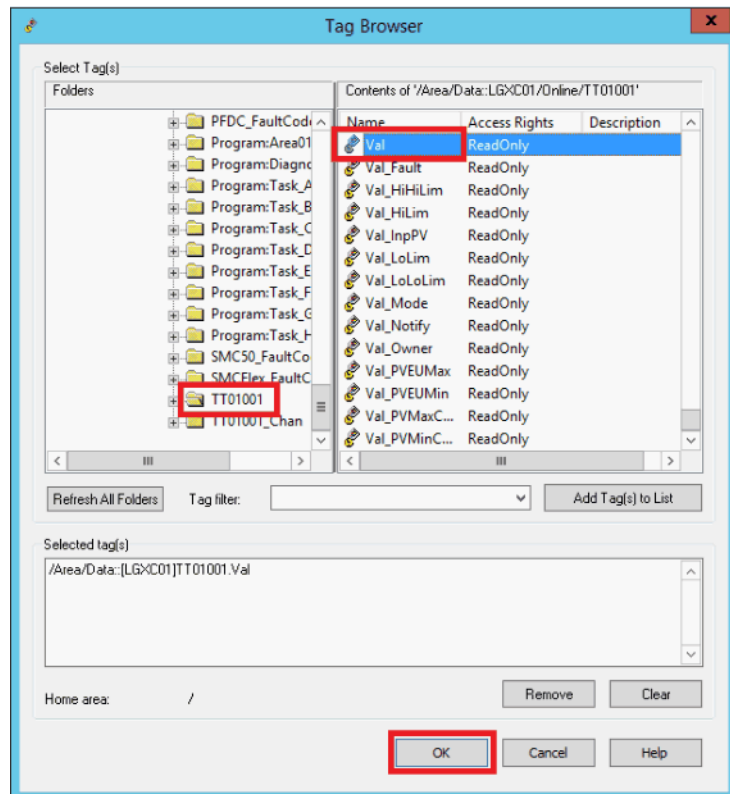 Tag Browser
x
Select Tag(s)
Folders
PFDC_FaultCod
Program:Area01
Program:Diagno
Program:Task_A
Program:Task_B
Program:Task_C
Program:Task_D
Program:Task_E
Program:Task_F
Program:Task_G
Program:Task_H
SMC50_FaultCo
SMCFlex_FaultC
TT01001
TT01001_Chan
Contents of '/Area/Data::LGXC01/Online/TT01001'
Name Access Rights Description
Val ReadOnly
Val_Fault ReadOnly
Val_HiHiLim ReadOnly
Val_HiLim ReadOnly
Val_InpPV ReadOnly
Val_LoLim ReadOnly
Val_LoLoLim ReadOnly
Val_Mode ReadOnly
Val_Notify ReadOnly
Val_Owner ReadOnly
Val_PVEUMax ReadOnly
Val_PVEUMin ReadOnly
Val_PVMaxC... ReadOnly
Val_PVMinC... ReadOnly
Refresh All Folders Tag filter: Add Tag(s) to List
Selected tag(s)
/Area/Data::[LGXC01]TT01001.Val
Home area: / Remove Clear
OK Cancel Help